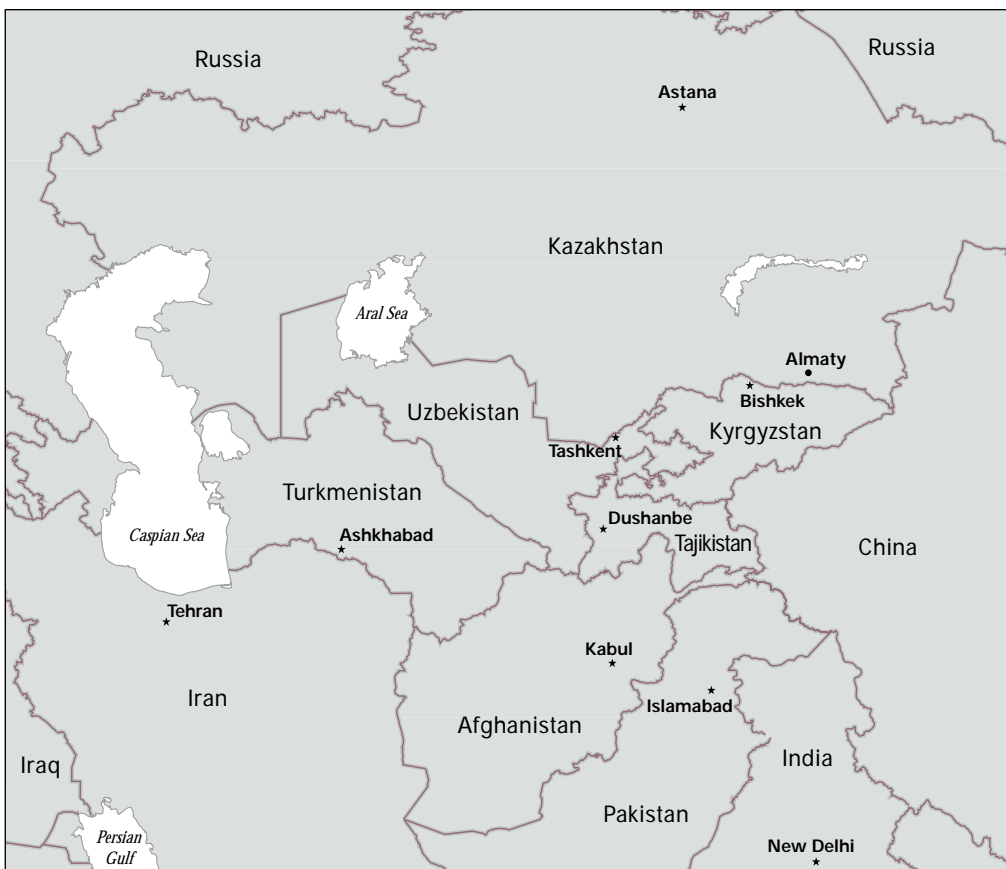 Russia
Russia
Astana
Kazakhstan
Aral Sea
Almaty
Bishkek
Uzbekistan
Kyrgyzstan
Tashkent
Turkmenistan
Dushanbe
Ashkhabad
Caspian Sea
Tajikistan
China
Tehran
Kabul
Iran
Islamabad
Afghanistan
India
Iraq
Pakistan
Persian
Gulf
New Delhi